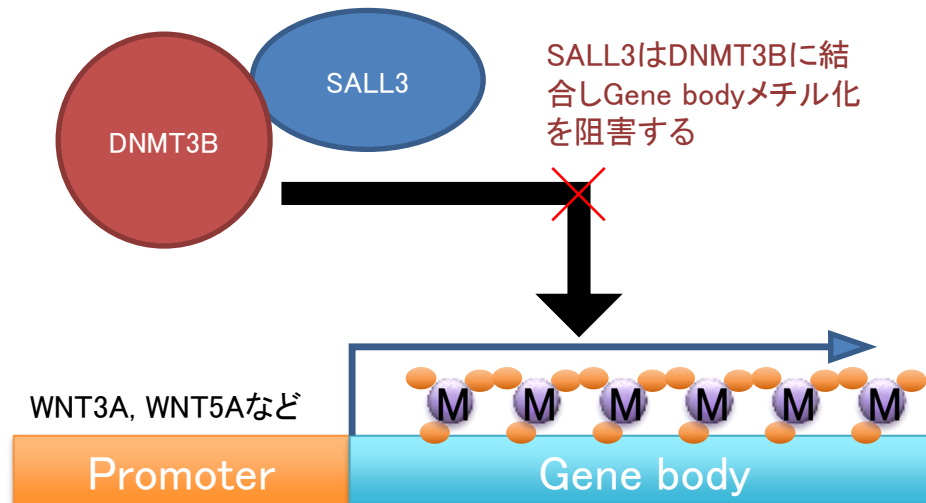 SALL3
DNMT3B
SALL3はDNMT3Bに結
合しGene bodyメチル化
を阻害する
WNT3A, WNT5Aなど
M M M M M M
Promoter
Gene body